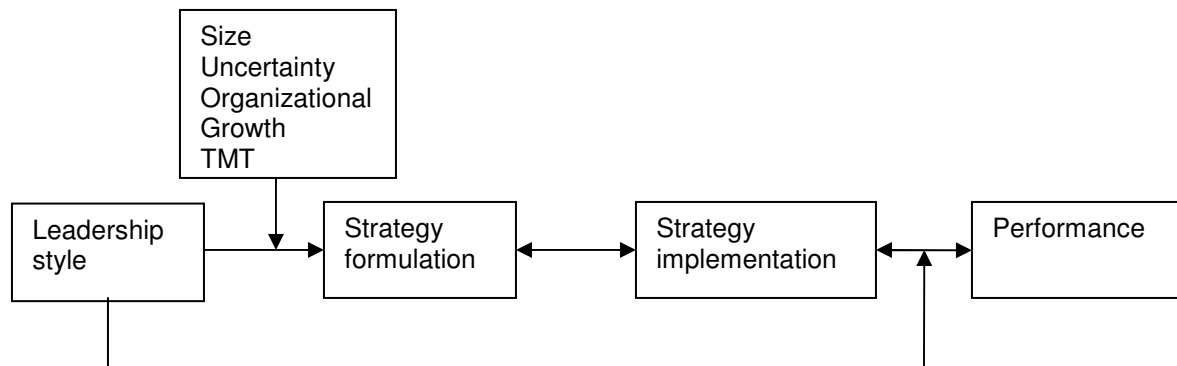 Size
Uncertainty
Organizational
Growth
TMT
Leadership
style
Strategy
formulation
Strategy
implementation
Performance